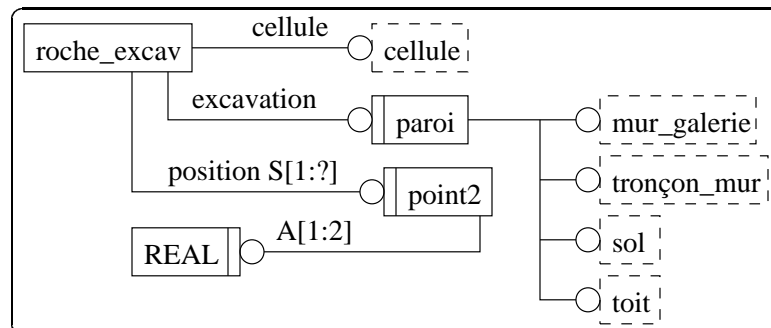 cellule
roche_excav
cellule
excavation
paroi
mur_galerie
position S[1:?]
point2
tronçon_mur
A[1:2]
REAL
sol
toit